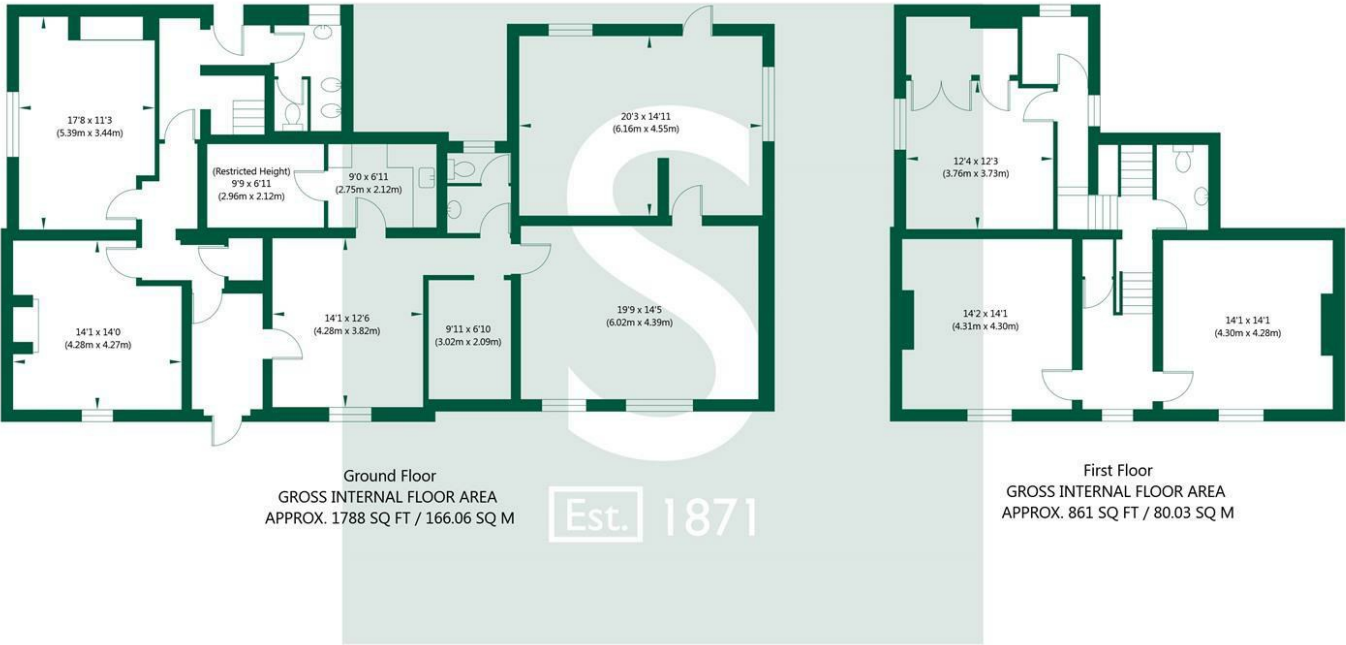 17'8 x 11'3
(5.39m x 3.44m)
(Restricted Height)
9'9 x 6'11
(2.96m x 2.12m)
9'0 x 6'11
(2.75m x 2.12m)
20'3 x 14'11
(6.16m x 4.55m)
14'1 x 14'0
(4.28m x 4.27m)
14'1 x 12'6
(4.28m x 3.82m)
9'11 x 6'10
(3.02m x 2.09m)
19'9 x 14'5
(6.02m x 4.39m)
S
Est. 1871
Ground Floor
GROSS INTERNAL FLOOR AREA
APPROX. 1788 SQ FT / 166.06 SQ M
12'4 x 12'3
(3.76m x 3.73m)
14'2 x 14'1
(4.31m x 4.30m)
14'1 x 14'1
(4.30m x 4.28m)
First Floor
GROSS INTERNAL FLOOR AREA
APPROX. 861 SQ FT / 80.03 SQ M